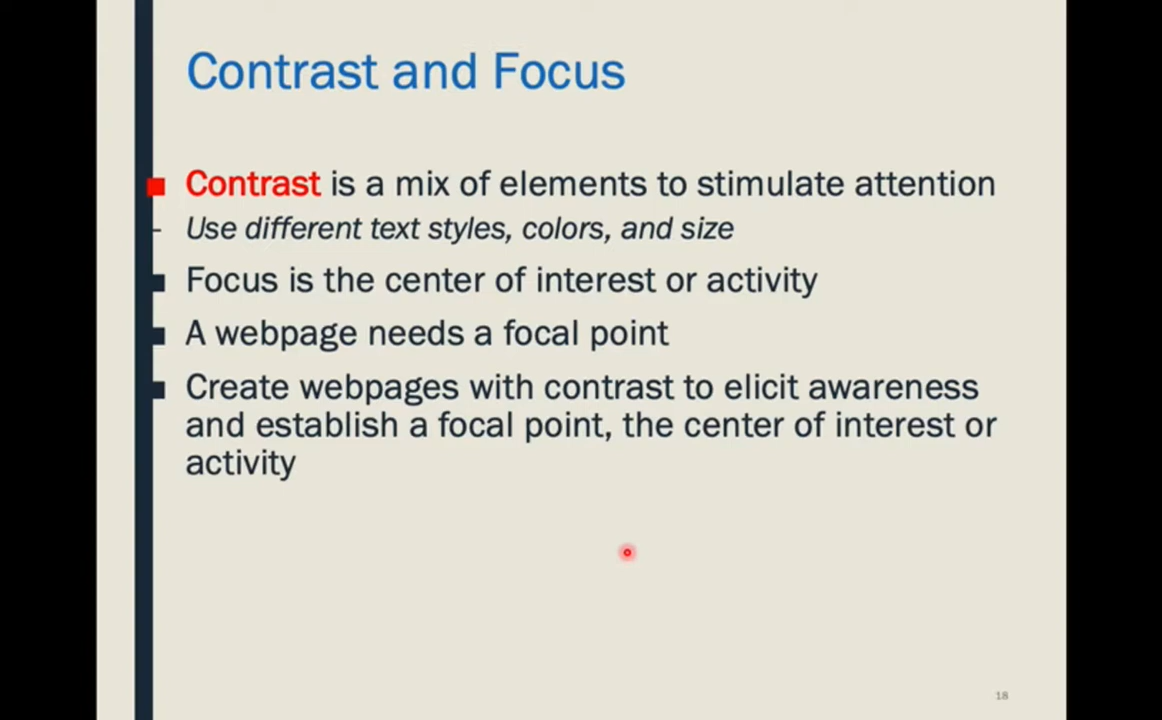 Contrast and Focus
Contrast is a mix of elements to stimulate attention
Use different text styles, colors, and size
Focus is the center of interest or activity
A webpage needs a focal point
Create webpages with contrast to elicit awareness
and establish a focal point, the center of interest or
activity
18